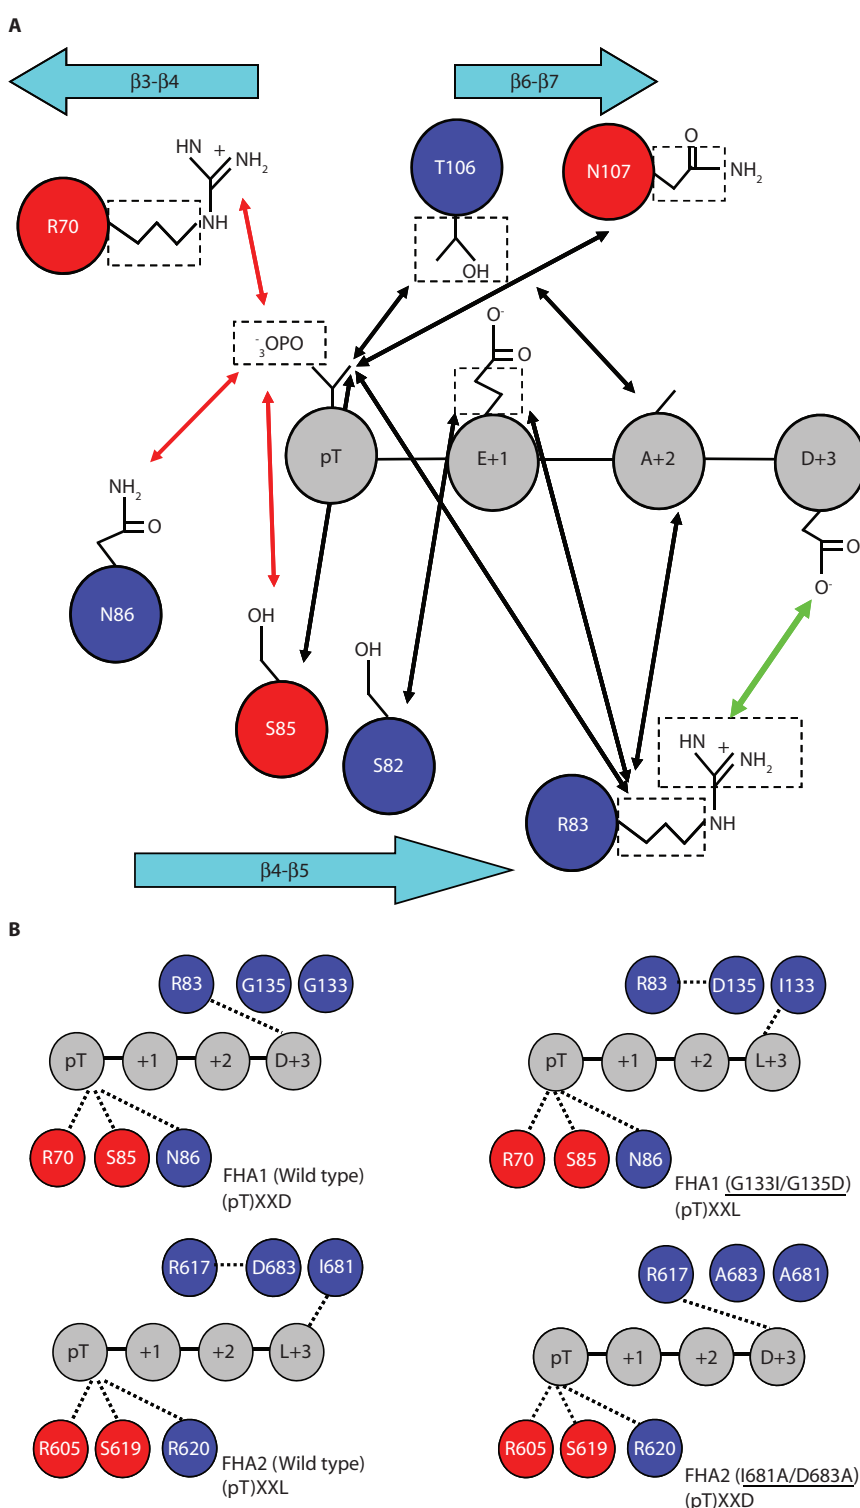 A
β3-β4
β6-β7
HN
+
NH2
T106
N107
O
NH2
R70
NH
OH
O-
-3OPO
O
pT
E+1
A+2
D+3
NH2
O
O
O-
N86
OH
OH
S85
S82
HN
+
NH2
R83
NH
β4-β5
B
R83
G135
G133
pT
+1
+2
D+3
R70
S85
N86
FHA1 (Wild type)
(pT)XXD
R83
D135
I133
pT
+1
+2
L+3
R70
S85
N86
FHA1 (G133I/G135D)
(pT)XXL
R617
D683
I681
pT
+1
+2
L+3
R605
S619
R620
FHA2 (Wild type)
(pT)XXL
R617
A683
A681
pT
+1
+2
D+3
R605
S619
R620
FHA2 (I681A/D683A)
(pT)XXD